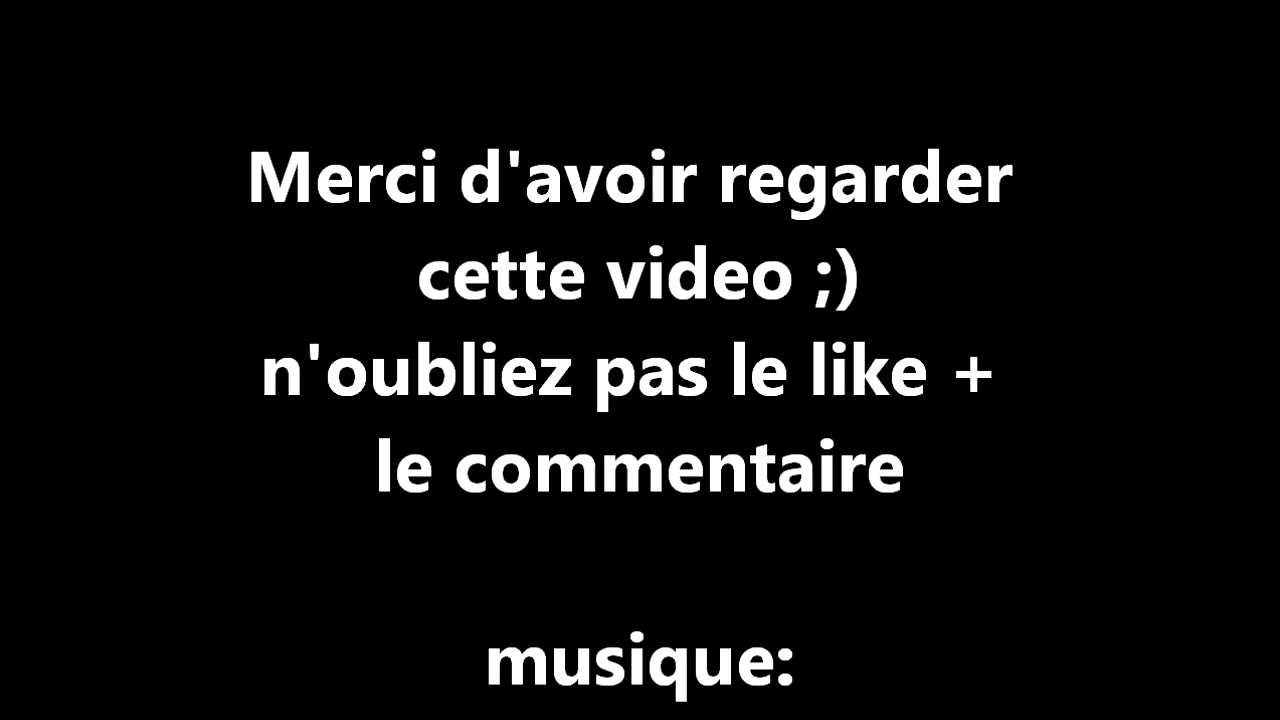 Merci d'avoir regarder
cette video ;)
n'oubliez pas le like +
le commentaire
musique: